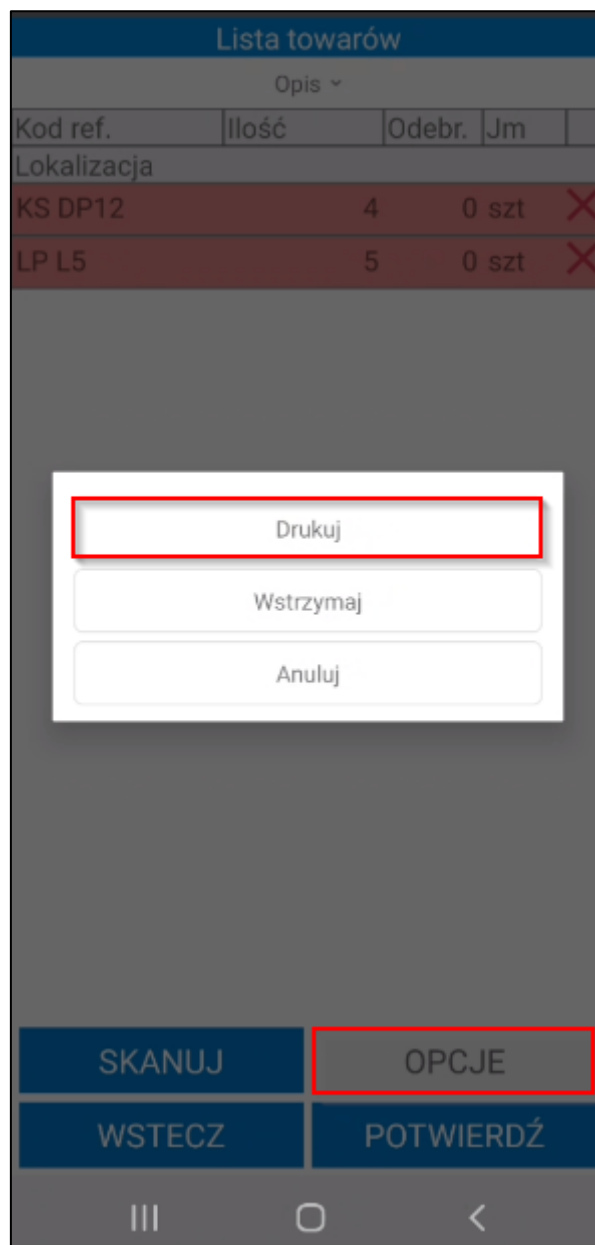 Lista towarów
Opis
Kod ref. Ilość Odebr. Jm
Lokalizacja
KS DP12 4 0 szt
LP L5 5 0 szt
Drukuj
Wstrzymaj
Anuluj
SKANUJ OPCJE
WSTECZ POTWIERDŹ